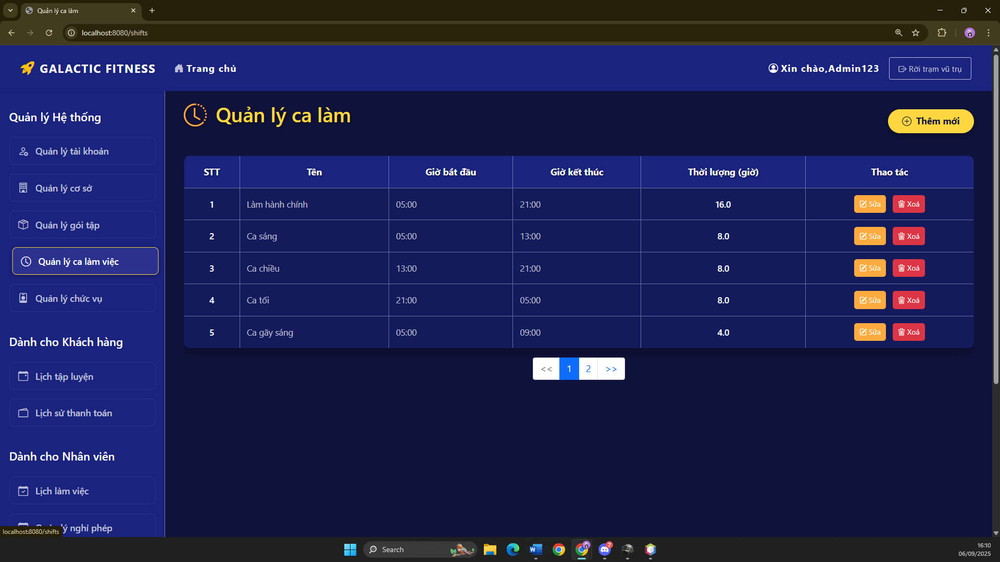 Quản lý ca làm
localhost:8080/shifts
GALACTIC FITNESS
Trang chủ
Xin chào,Admin123
Rời trạm vũ trụ
Quản lý Hệ thống
Quản lý tài khoản
Quản lý cơ sở
Quản lý gói tập
Quản lý ca làm việc
Quản lý chức vụ
Dành cho Khách hàng
Lịch tập luyện
Lịch sử thanh toán
Dành cho Nhân viên
Lịch làm việc
lý nghỉ phép
localhost:8080/shifts
Quản lý ca làm
Thêm mới
STT Tên Giờ bắt đầu Giờ kết thúc Thời lượng (giờ) Thao tác
1 Làm hành chính 05:00 21:00 16.0 Sửa Xoá
2 Ca sáng 05:00 13:00 8.0 Sửa Xoá
3 Ca chiều 13:00 21:00 8.0 Sửa Xoá
4 Ca tối 21:00 05:00 8.0 Sửa Xoá
5 Ca gãy sáng 05:00 09:00 4.0 Sửa Xoá
<< 1 2 >>
Search
7
16:10
06/09/2025